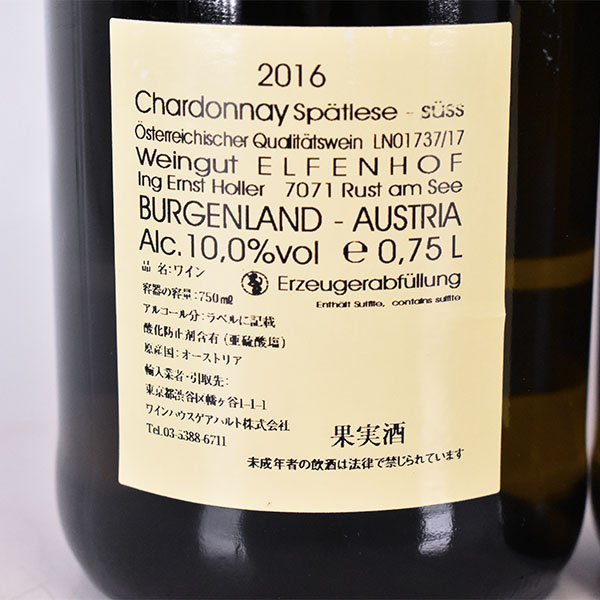 2016
Chardonnay Spätlese - süss
Österreichischer Qualitätswein LN01737/17
Weingut ELFENHOF
Ing Ernst Holler 7071 Rust am See
BURGENLAND - AUSTRIA
Alc. 10,0%vol e 0,75 L
Erzeugerabfüllung
Enthält Sulfite, contains sulfite
品 名：ワイン
容器の容量：750㎖
アルコール分：ラベルに記載
酸化防止剤含有（亜硫酸塩）
原産国：オーストリア
輸入業者・引取先：
東京都渋谷区幡ヶ谷1-1-1
ワインハウスゲアハルト株式会社
Tel.03-5388-6711
果実酒
未成年者の飲酒は法律で禁じられています